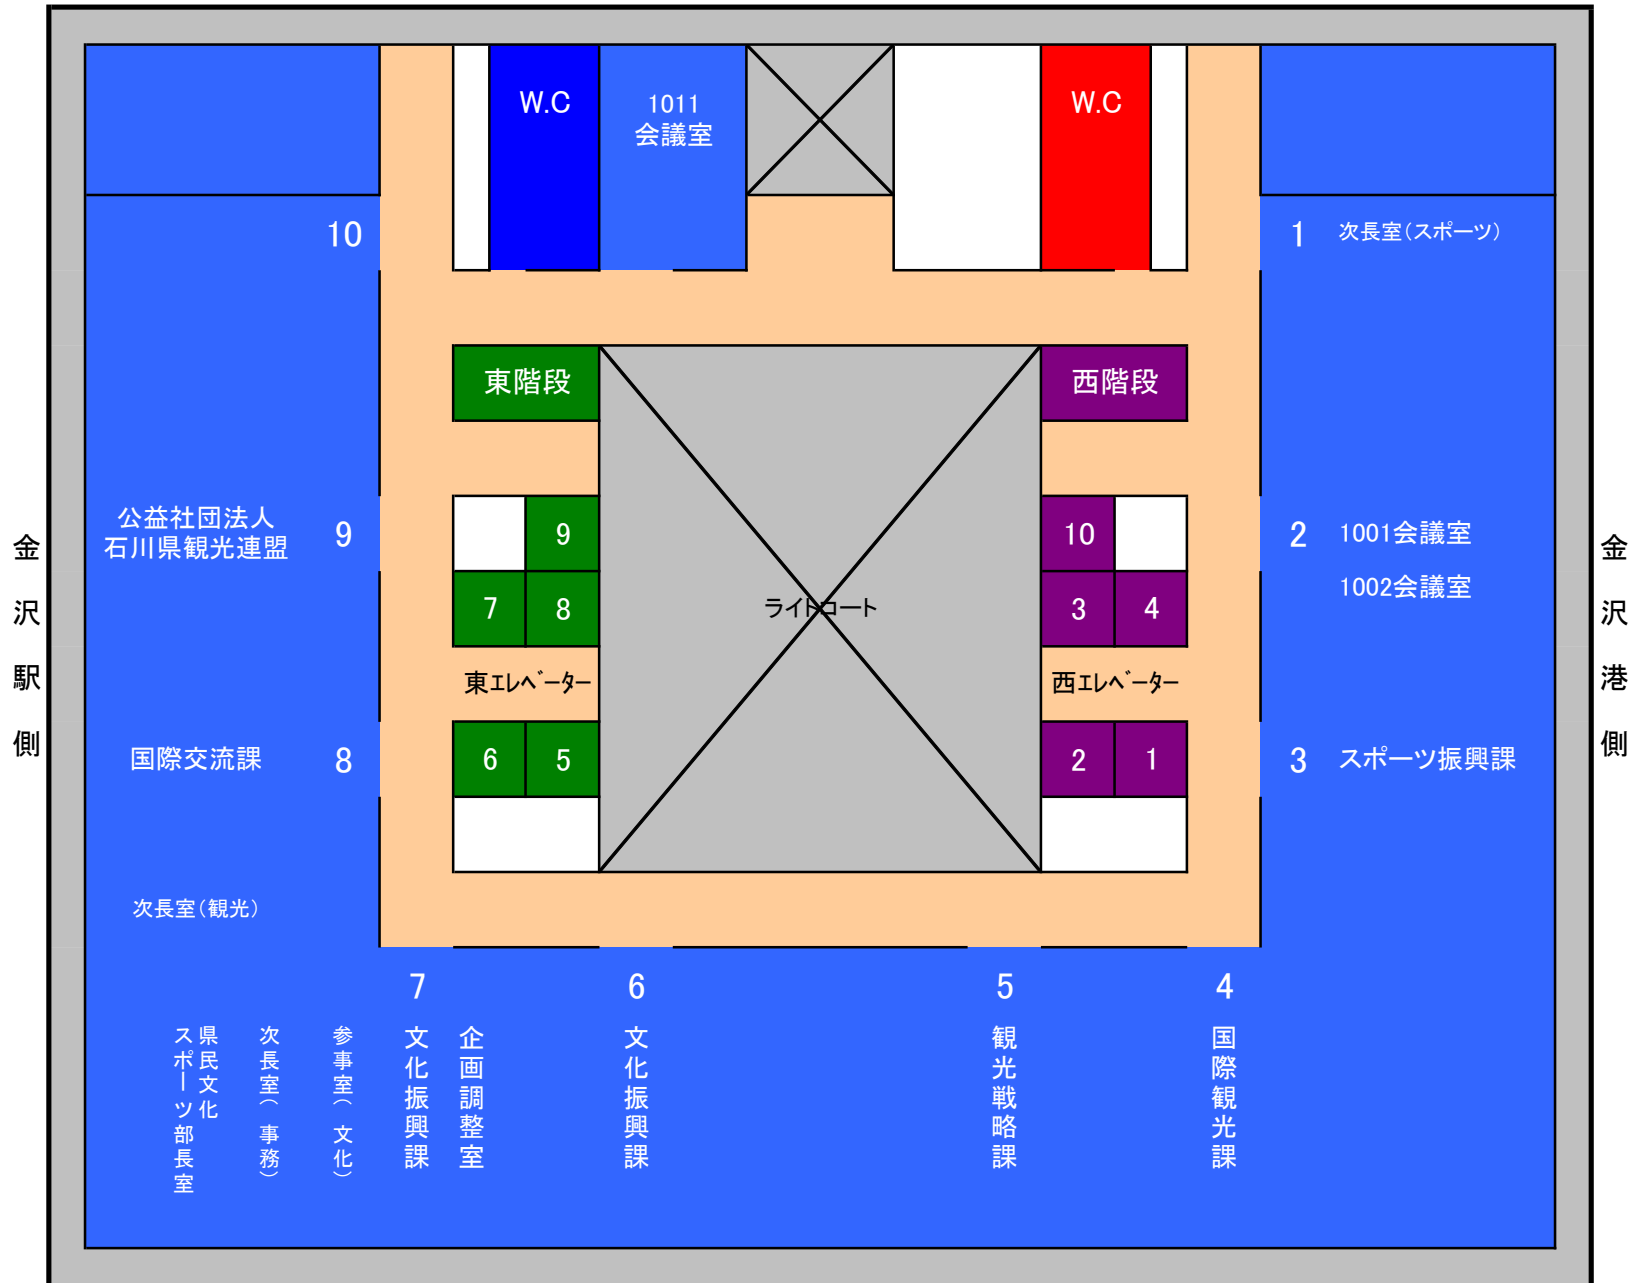 W.C
1011
会議室
W.C
10
1
次長室(スポーツ)
東階段
西階段
公益社団法人
石川県観光連盟
9
9
10
2
1001会議室
1002会議室
7
8
ライトコート
3
4
金沢駅側
金沢港側
東エレベーター
西エレベーター
国際交流課
8
6
5
2
1
3
スポーツ振興課
次長室(観光)
7
6
5
4
県民文化
スポーツ部長室
次長室(事務)
参事室(文化)
文化振興課
企画調整室
文化振興課
観光戦略課
国際観光課